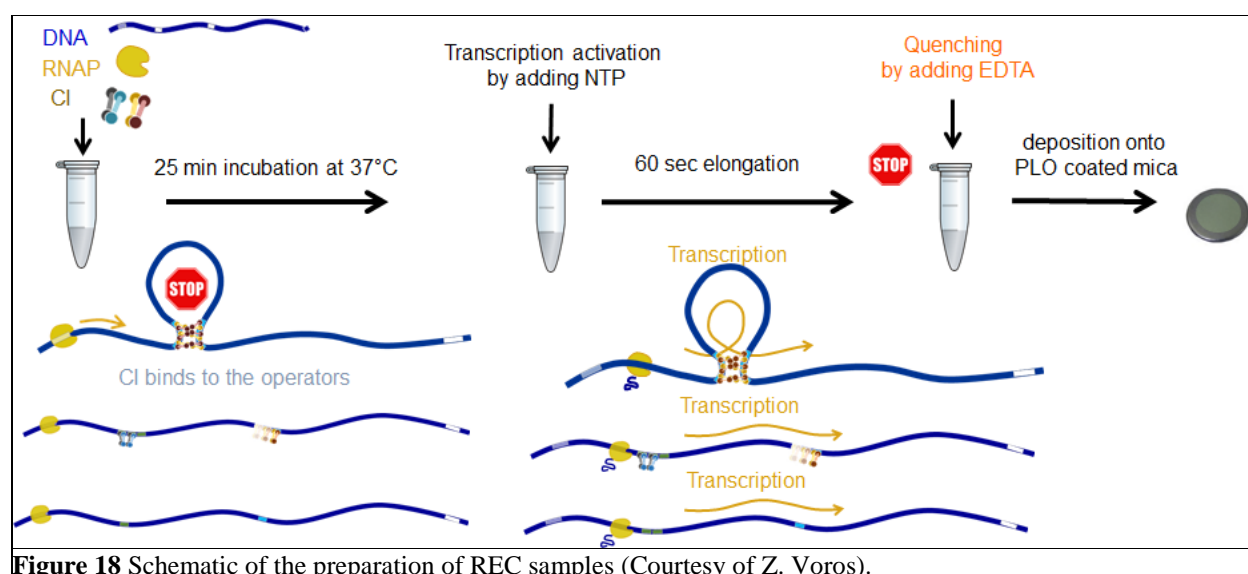 DNA
RNAP
CI
Transcription activation
by adding NTP
Quenching
by adding EDTA
25 min incubation at 37°C
60 sec elongation
STOP
deposition onto
PLO coated mica
STOP
Transcription
CI binds to the operators
Transcription
Transcription
Figure 18 Schematic of the preparation of REC samples (Courtesy of Z. Voros).